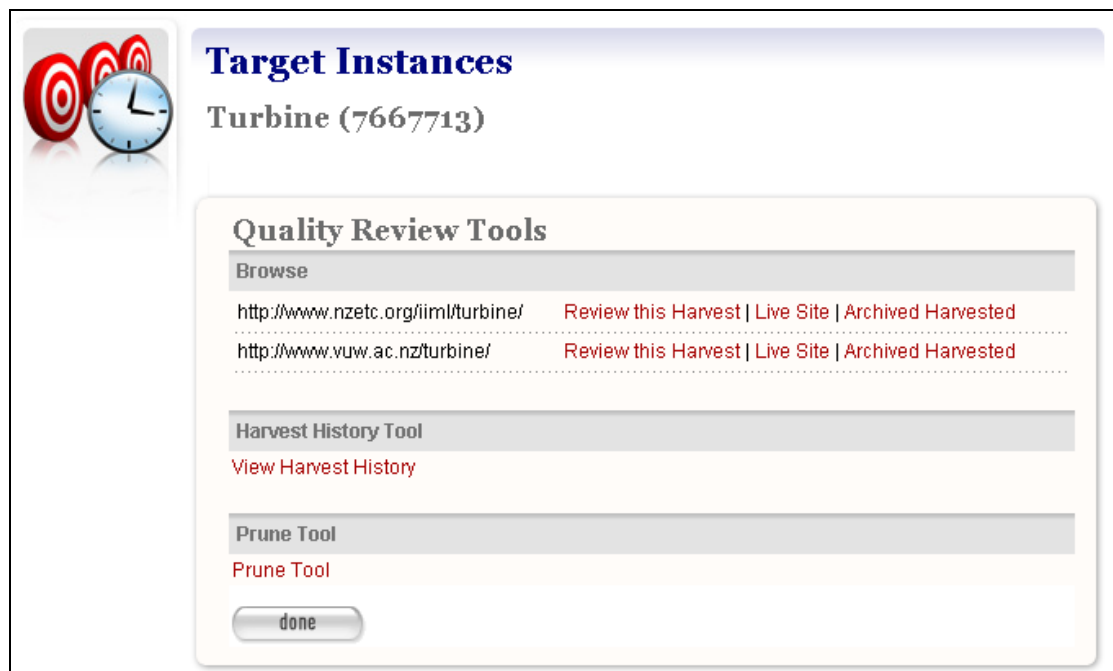 Target Instances
Turbine (7667713)
Quality Review Tools
Browse
http://www.nzetc.org/iiml/turbine/ Review this Harvest | Live Site | Archived Harvested
http://www.vuw.ac.nz/turbine/ Review this Harvest | Live Site | Archived Harvested
Harvest History Tool
View Harvest History
Prune Tool
Prune Tool
done